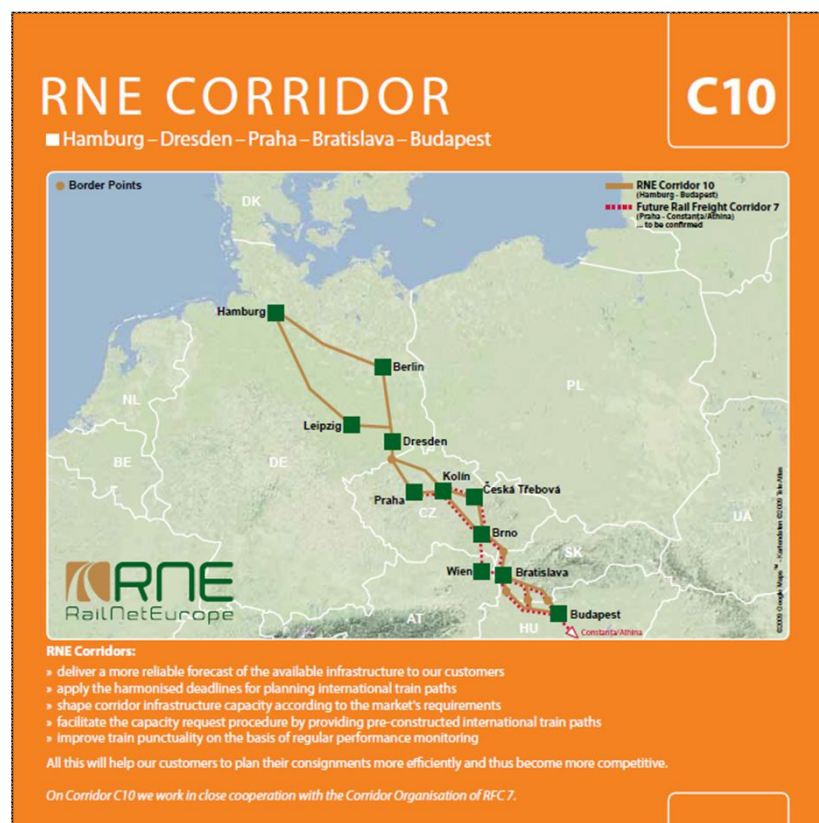 RNE CORRIDOR
C10
Hamburg – Dresden – Praha – Bratislava – Budapest
Border Points
RNE Corridor 10
(Hamburg - Budapest)
Future Rail Freight Corridor 7
(Praha - Constanța/Athina)
... to be confirmed
DK
Hamburg
Berlin
NL
PL
Leipzig
Dresden
BE
DE
Kolín
Česká Třebová
Praha
CZ
UA
Brno
SK
Wien
Bratislava
RNE
RailNetEurope
AT
HU
Budapest
Constanța/Athina
©2009 Google Maps™ - Kartendaten ©2009 Tele Atlas
RNE Corridors:
» deliver a more reliable forecast of the available infrastructure to our customers
» apply the harmonised deadlines for planning international train paths
» shape corridor infrastructure capacity according to the market's requirements
» facilitate the capacity request procedure by providing pre-constructed international train paths
» improve train punctuality on the basis of regular performance monitoring
All this will help our customers to plan their consignments more efficiently and thus become more competitive.
On Corridor C10 we work in close cooperation with the Corridor Organisation of RFC 7.